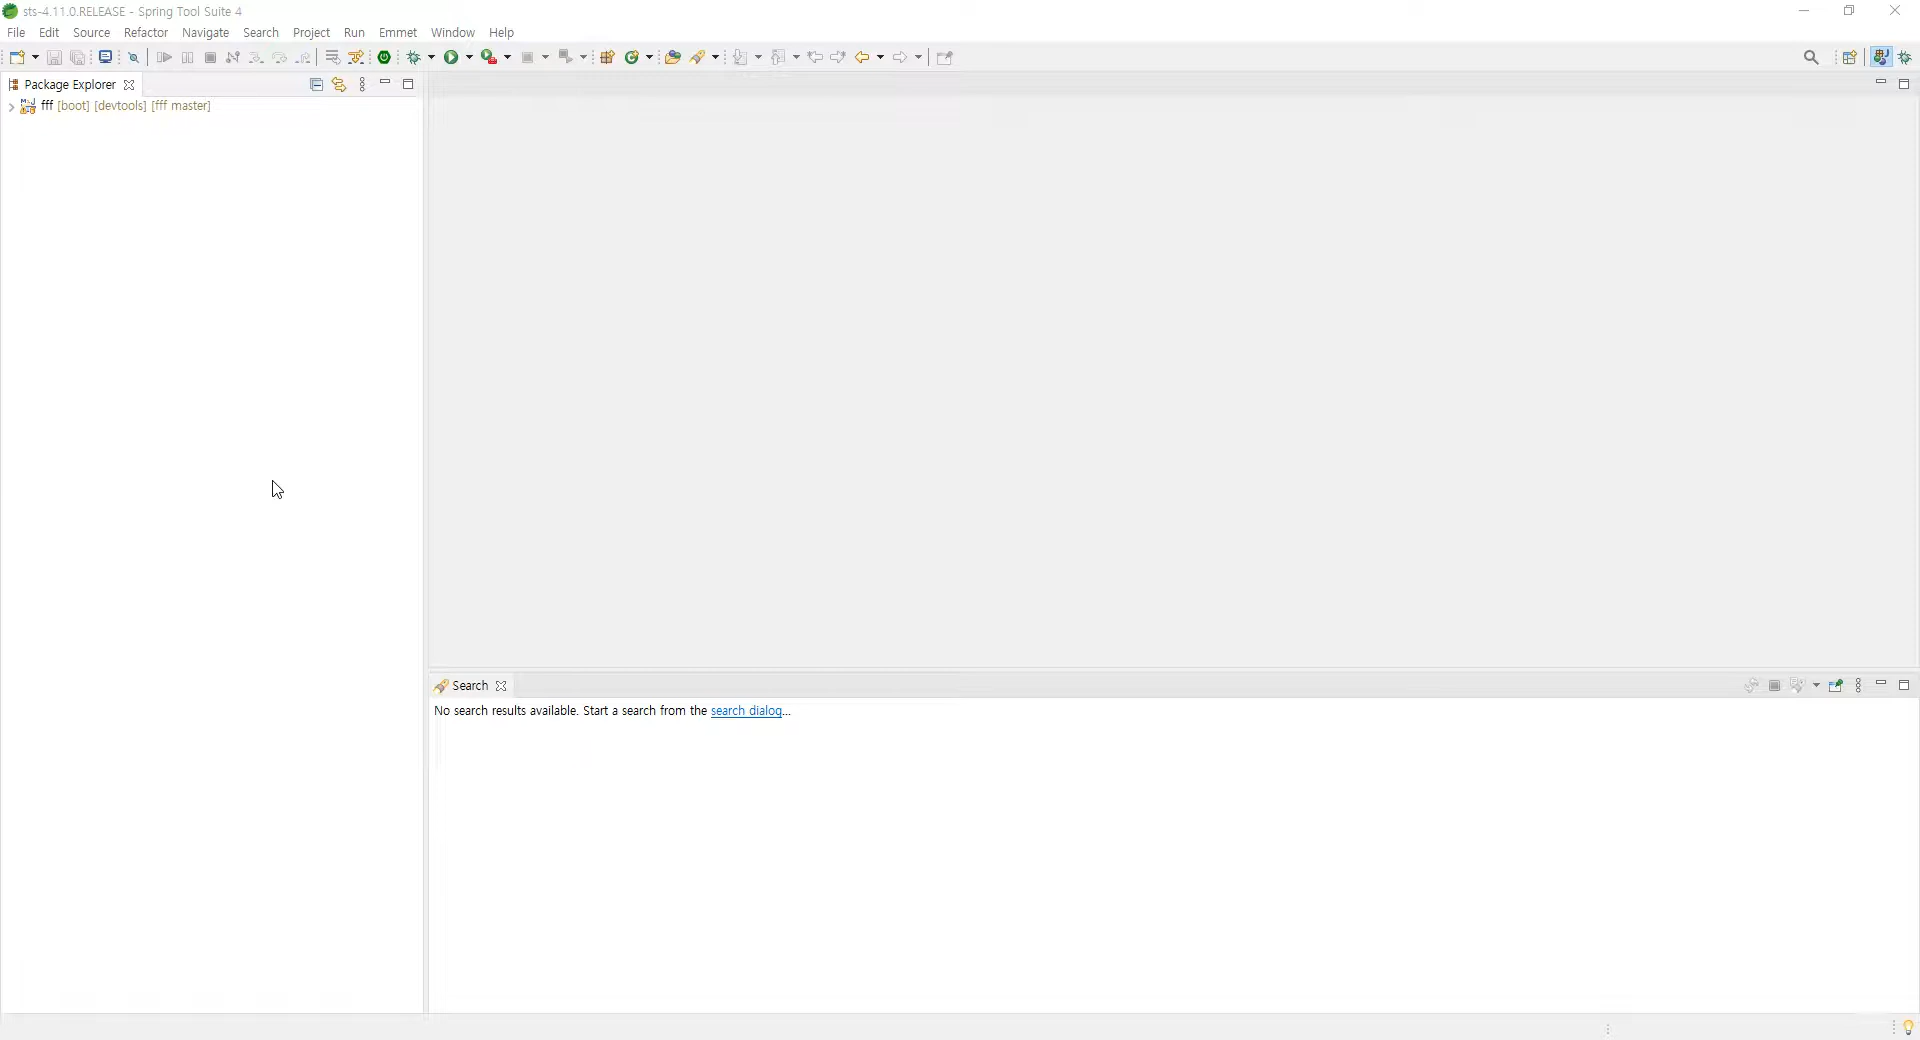 sts-4.11.0.RELEASE - Spring Tool Suite 4
File Edit Source Refactor Navigate Search Project Run Emmet Window Help
Package Explorer
fff [boot] [devtools] [fff master]
Search
No search results available. Start a search from the search dialog...